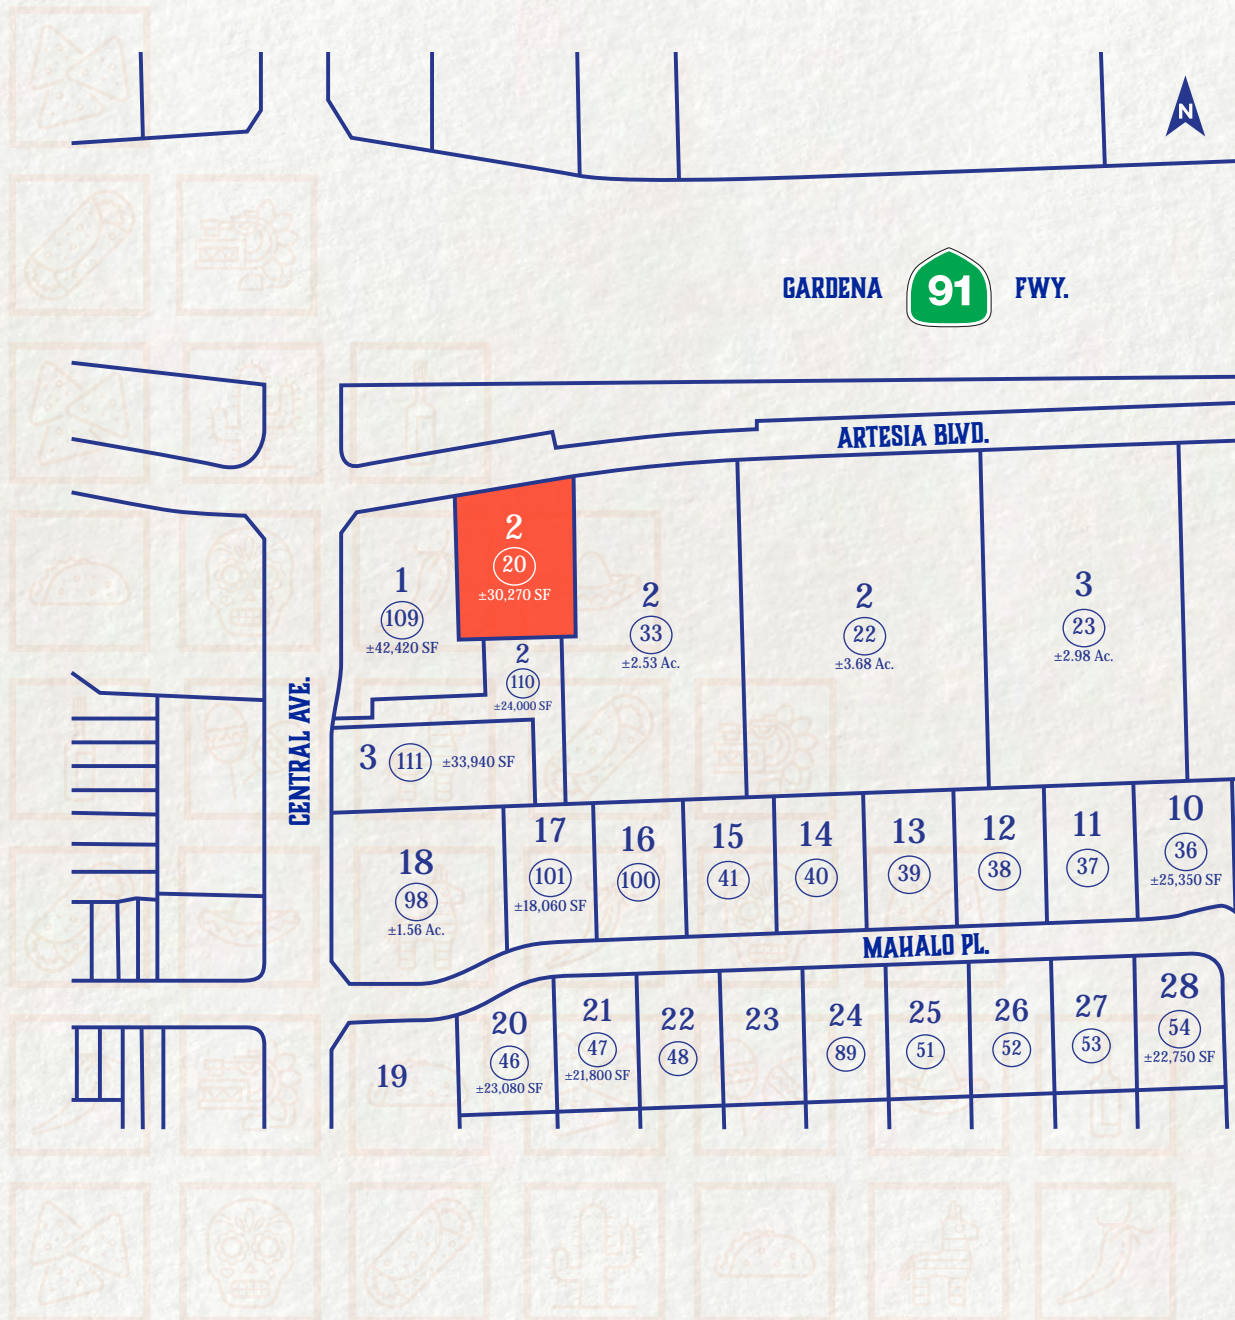 N
GARDENA 91 FWY.
ARTESIA BLVD.
CENTRAL AVE.
1
109
±42,420 SF
2
20
±30,270 SF
2
110
±24,000 SF
2
33
±2.53 Ac.
2
22
±3.68 Ac.
3
23
±2.98 Ac.
3 111 ±33,940 SF
18
98
±1.56 Ac.
17
101
±18,060 SF
16
100
15
41
14
40
13
39
12
38
11
37
10
36
±25,350 SF
MAHALO PL.
19
20
46
±23,080 SF
21
47
±21,800 SF
22
48
23
24
89
25
51
26
52
27
53
28
54
±22,750 SF